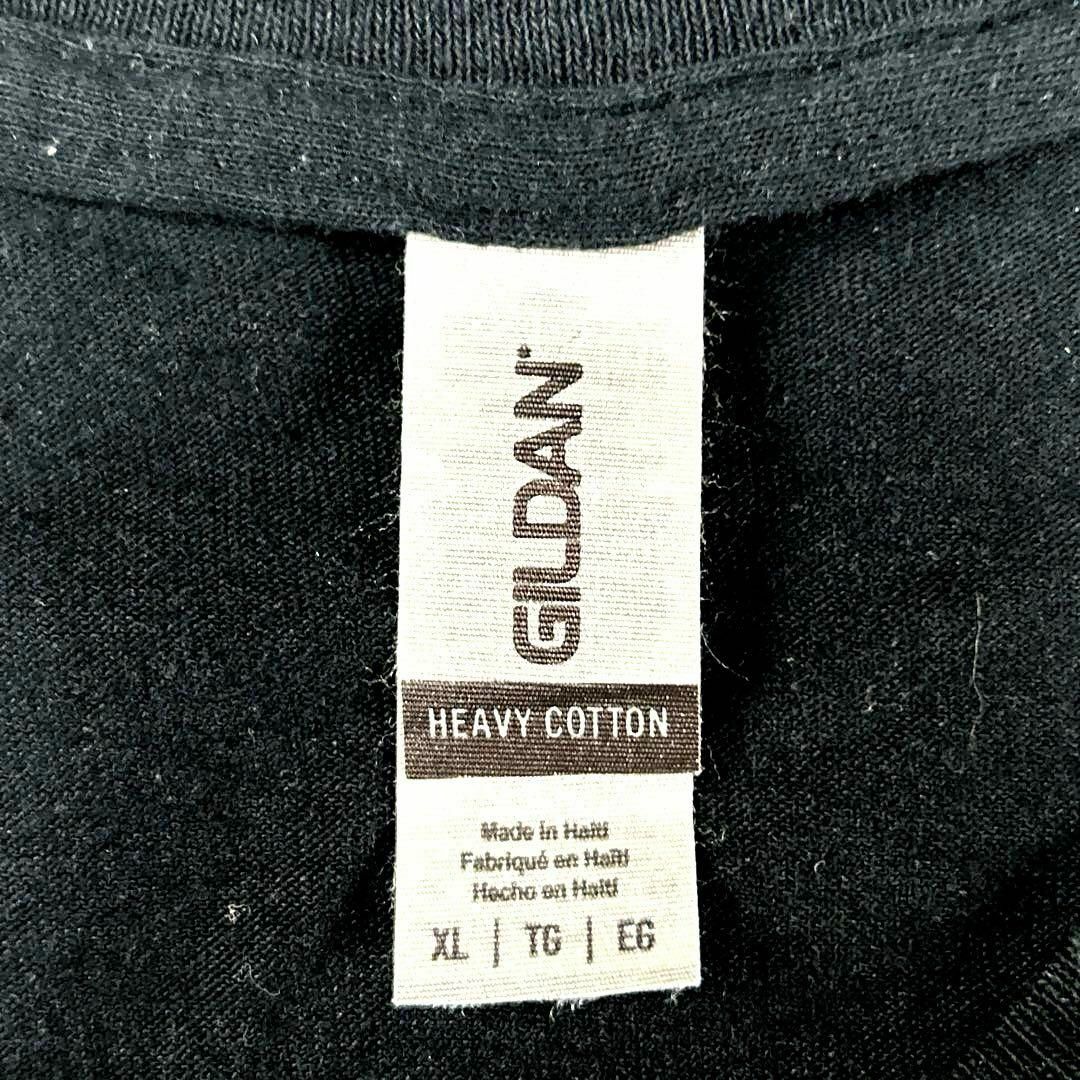 GILDAN
HEAVY COTTON
Made in Haiti
Fabriqué en Haïti
Hecho en Haití
XL | TG | EG